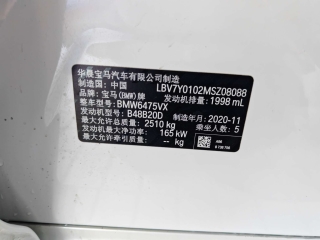 华晨宝马汽车有限公司制造
制造国：中国 LBV7Y0102MSZ08088
品牌：宝马(BMW)牌 发动机排量：1998 mL
整车型号：BMW6475VX
发动机型号：B48B20D 制造年月：2020-11
最大允许总质量：2510 kg 乘坐人数：5
发动机最大净功率：165 kW
最大允许牵引质量：-- kg